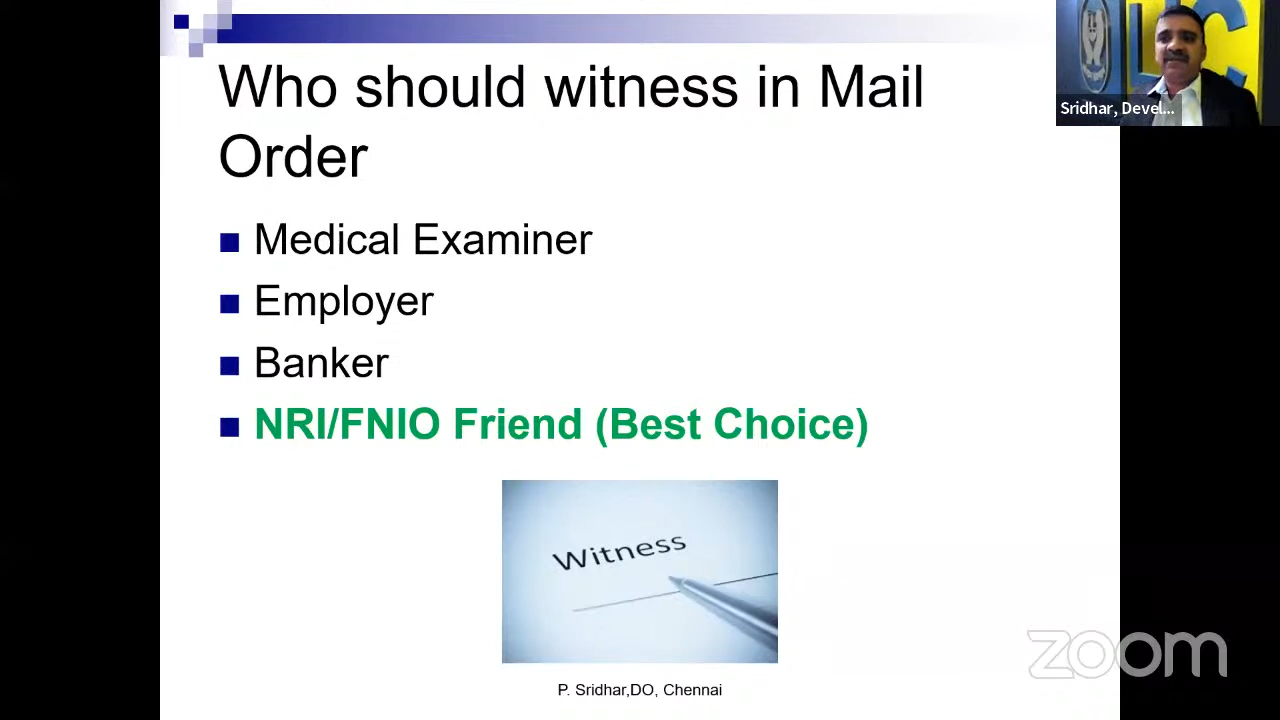 Who should witness in Mail
Order
Medical Examiner
Employer
Banker
NRI/FNIO Friend (Best Choice)
Witness
P. Sridhar,DO, Chennai
Sridhar, Devel...
zoom